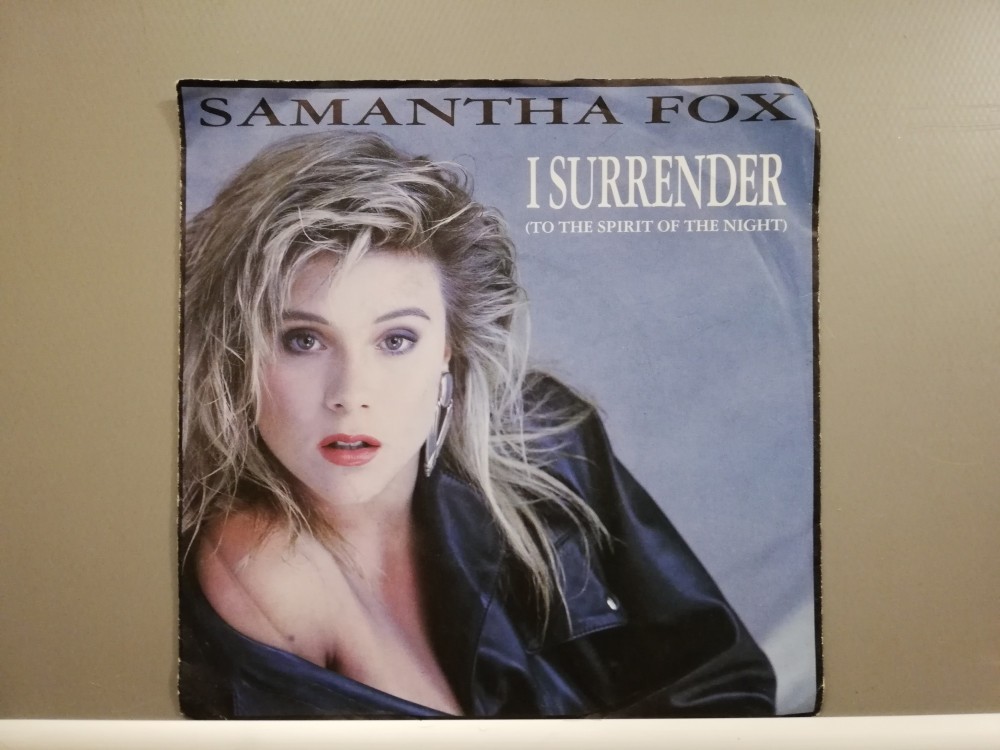 SAMANTHA FOX
I SURRENDER
(TO THE SPIRIT OF THE NIGHT)